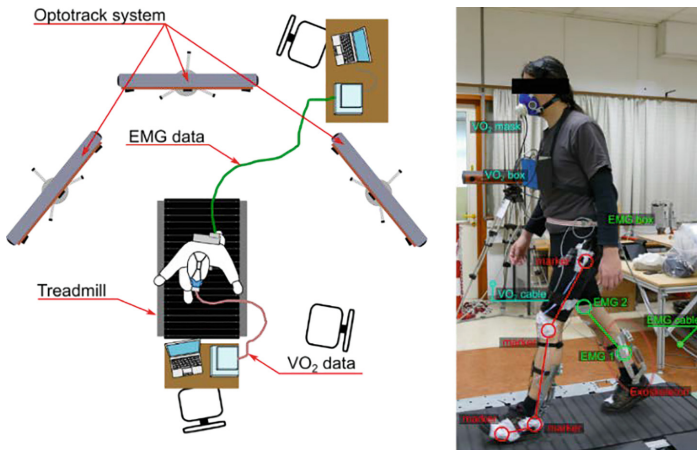 Optotrack system
EMG data
Treadmill
VO₂ data
VO₂ mask
VO₂ box
EMG box
marker
VO₂ cable
EMG 2
EMG cable
marker
EMG 1
Exoskeleton
marker
marker